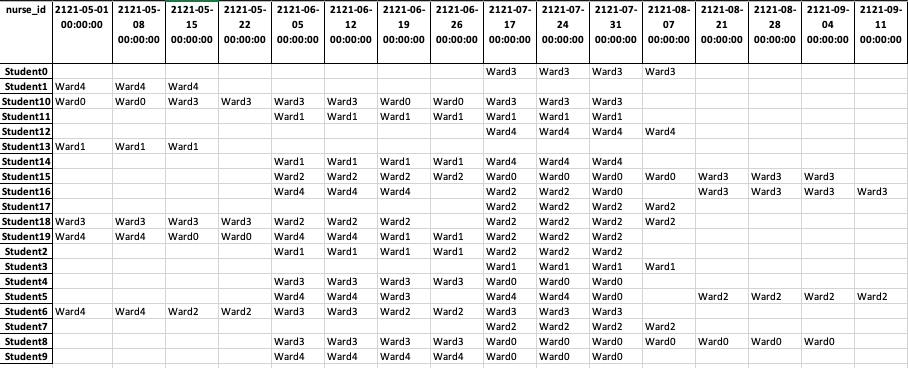 nurse_id 2121-05-01 2121-05- 2121-05- 2121-05- 2121-06- 2121-06- 2121-06- 2121-06- 2121-07- 2121-07- 2121-07- 2121-08- 2121-08- 2121-08- 2121-09- 2121-09-
00:00:00 08 15 22 05 12 19 26 17 24 31 07 21 28 04 11
00:00:00 00:00:00 00:00:00 00:00:00 00:00:00 00:00:00 00:00:00 00:00:00 00:00:00 00:00:00 00:00:00 00:00:00 00:00:00 00:00:00 00:00:00
Student0 Ward3 Ward3 Ward3 Ward3
Student1 Ward4 Ward4 Ward4
Student10 Ward0 Ward0 Ward3 Ward3 Ward3 Ward3 Ward0 Ward0 Ward3 Ward3 Ward3
Student11 Ward1 Ward1 Ward1 Ward1 Ward1 Ward1 Ward1
Student12 Ward4 Ward4 Ward4 Ward4
Student13 Ward1 Ward1 Ward1
Student14 Ward1 Ward1 Ward1 Ward1 Ward4 Ward4 Ward4
Student15 Ward2 Ward2 Ward2 Ward2 Ward0 Ward0 Ward0 Ward0 Ward3 Ward3 Ward3
Student16 Ward4 Ward4 Ward4 Ward2 Ward2 Ward0 Ward3 Ward3 Ward3 Ward3
Student17 Ward2 Ward2 Ward2 Ward2
Student18 Ward3 Ward3 Ward3 Ward3 Ward2 Ward2 Ward2 Ward2 Ward2 Ward2 Ward2
Student19 Ward4 Ward4 Ward0 Ward0 Ward4 Ward4 Ward1 Ward1 Ward2 Ward2 Ward2
Student2 Ward1 Ward1 Ward1 Ward1 Ward2 Ward2 Ward2
Student3 Ward1 Ward1 Ward1 Ward1
Student4 Ward3 Ward3 Ward3 Ward3 Ward0 Ward0 Ward0
Student5 Ward4 Ward4 Ward3 Ward4 Ward4 Ward0 Ward2 Ward2 Ward2 Ward2
Student6 Ward4 Ward4 Ward2 Ward2 Ward3 Ward3 Ward2 Ward2 Ward3 Ward3 Ward3
Student7 Ward2 Ward2 Ward2 Ward2
Student8 Ward3 Ward3 Ward3 Ward3 Ward0 Ward0 Ward0 Ward0 Ward0 Ward0 Ward0
Student9 Ward4 Ward4 Ward4 Ward4 Ward0 Ward0 Ward0